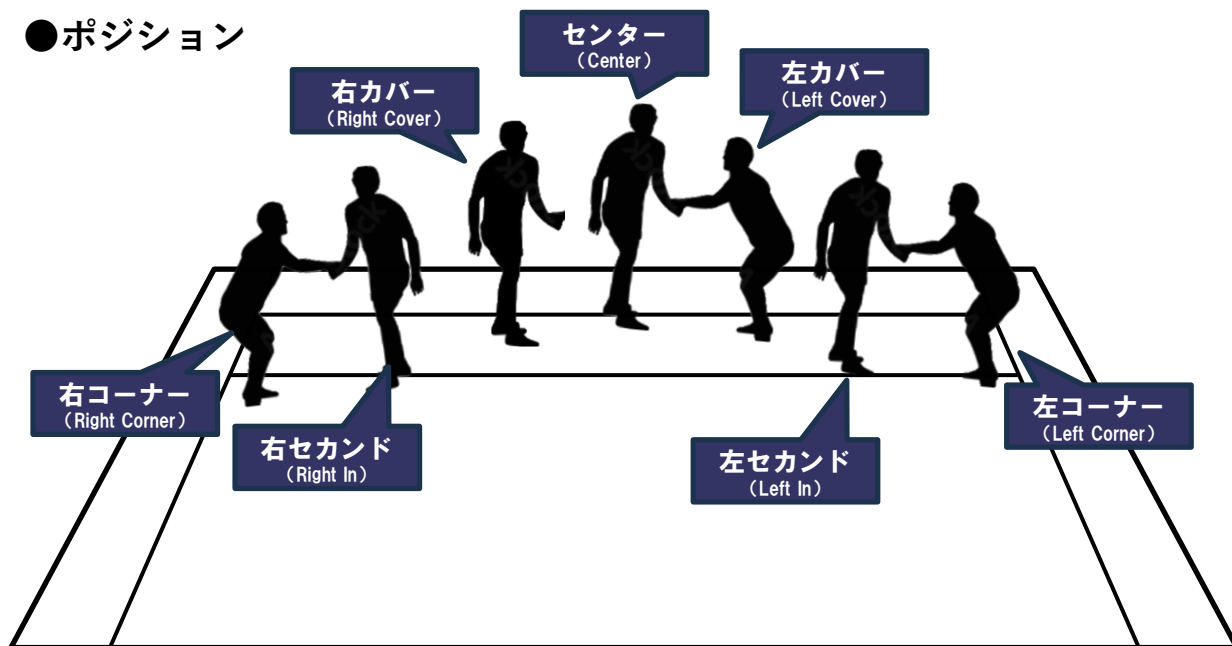 ●ポジション
センター
（Center）
右カバー
（Right Cover）
左カバー
（Left Cover）
右コーナー
（Right Corner）
左コーナー
（Left Corner）
右セカンド
（Right In）
左セカンド
（Left In）